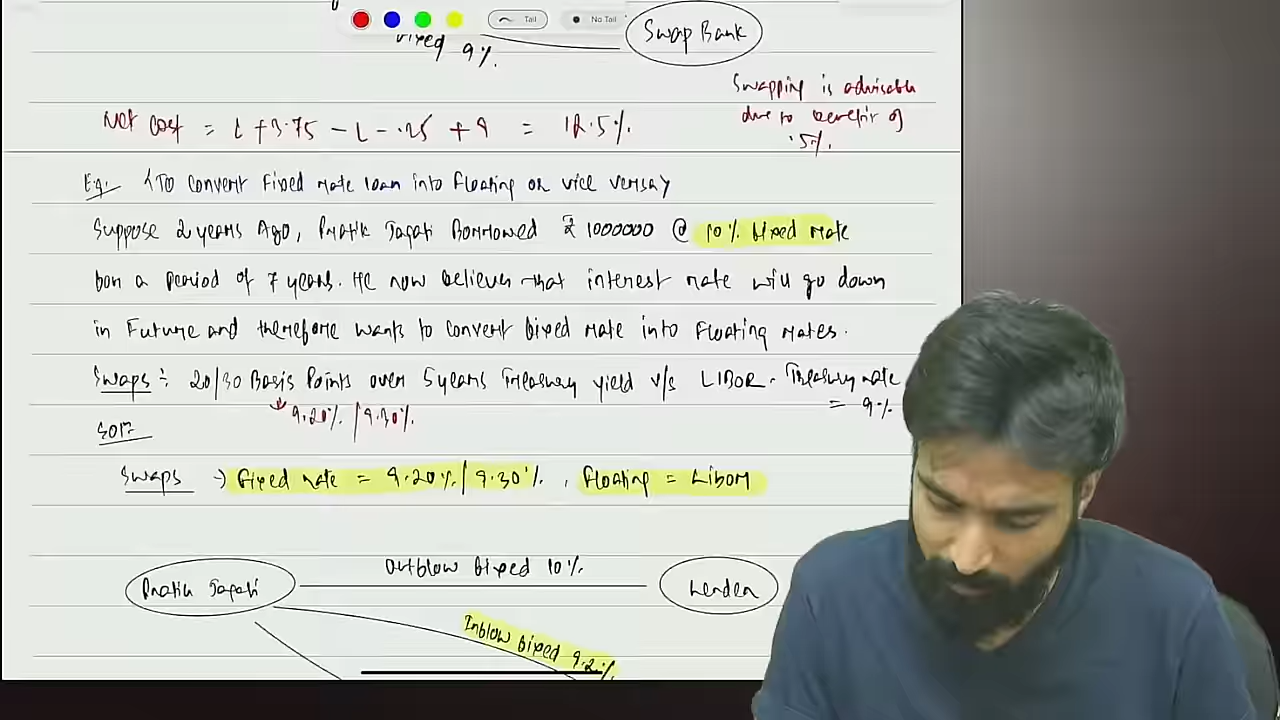 Tail
No Tail
Fixed 9%.
Swap Bank
Swapping is advisable
due to benefit of
.5%.
Net cost = L + 3.75 - L - .25 + 9 = 12.5%.
E.g. (To convert Fixed Rate loan into Floating or vice versa)
Suppose 2 years Ago, Pratik Jagati Borrowed ₹ 1000000 @ 10% fixed rate
for a period of 7 years. He now believes that interest rate will go down
in Future and therefore wants to convert fixed rate into Floating rates.
Swaps:- 20/30 Basis Points over 5 years Treasury yield v/s LIBOR. Treasury rate
= 9%
9.20% / 9.30%.
Soln
Swaps → Fixed rate = 9.20% / 9.30%, Floating = Libor
Pratik Jagati
Outflow fixed 10%.
Lender
Inflow fixed 9.2%.